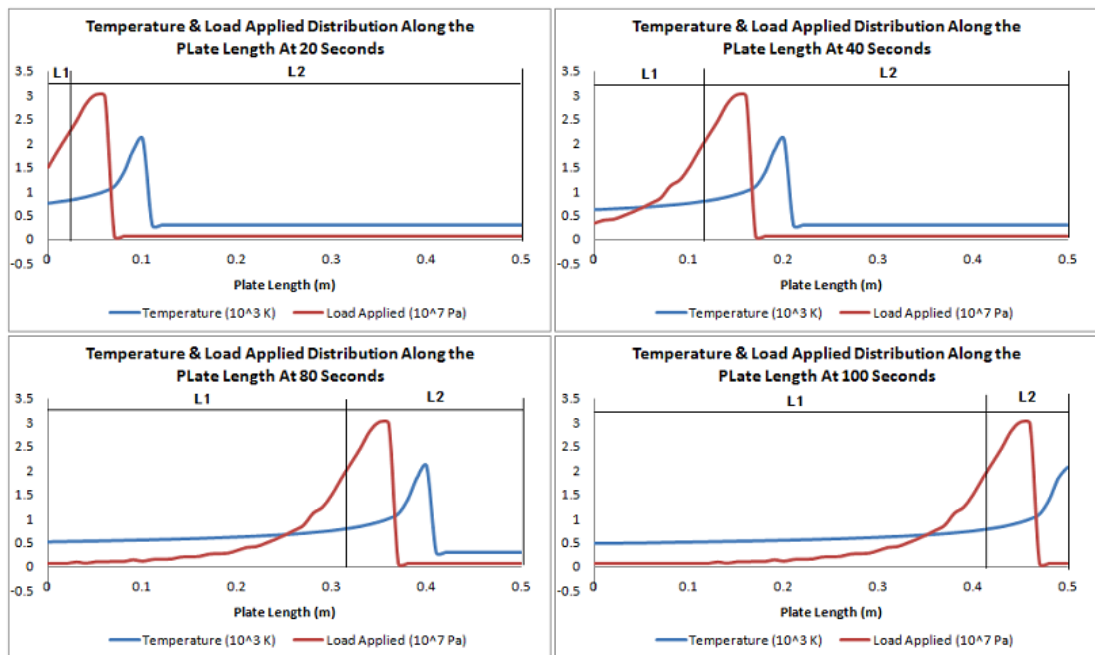 Temperature & Load Applied Distribution Along the
PLate Length At 20 Seconds
L1
L2
3.5
3
2.5
2
1.5
1
0.5
0
-0.5
0
0.1
0.2
0.3
0.4
0.5
Plate Length (m)
Temperature (10^3 K)
Load Applied (10^7 Pa)
Temperature & Load Applied Distribution Along the
PLate Length At 40 Seconds
L1
L2
3.5
3
2.5
2
1.5
1
0.5
0
-0.5
0
0.1
0.2
0.3
0.4
0.5
Plate Length (m)
Temperature (10^3 K)
Load Applied (10^7 Pa)
Temperature & Load Applied Distribution Along the
PLate Length At 80 Seconds
L1
L2
3.5
3
2.5
2
1.5
1
0.5
0
-0.5
0
0.1
0.2
0.3
0.4
0.5
Plate Length (m)
Temperature (10^3 K)
Load Applied (10^7 Pa)
Temperature & Load Applied Distribution Along the
PLate Length At 100 Seconds
L1
L2
3.5
3
2.5
2
1.5
1
0.5
0
-0.5
0
0.1
0.2
0.3
0.4
0.5
Plate Length (m)
Temperature (10^3 K)
Load Applied (10^7 Pa)